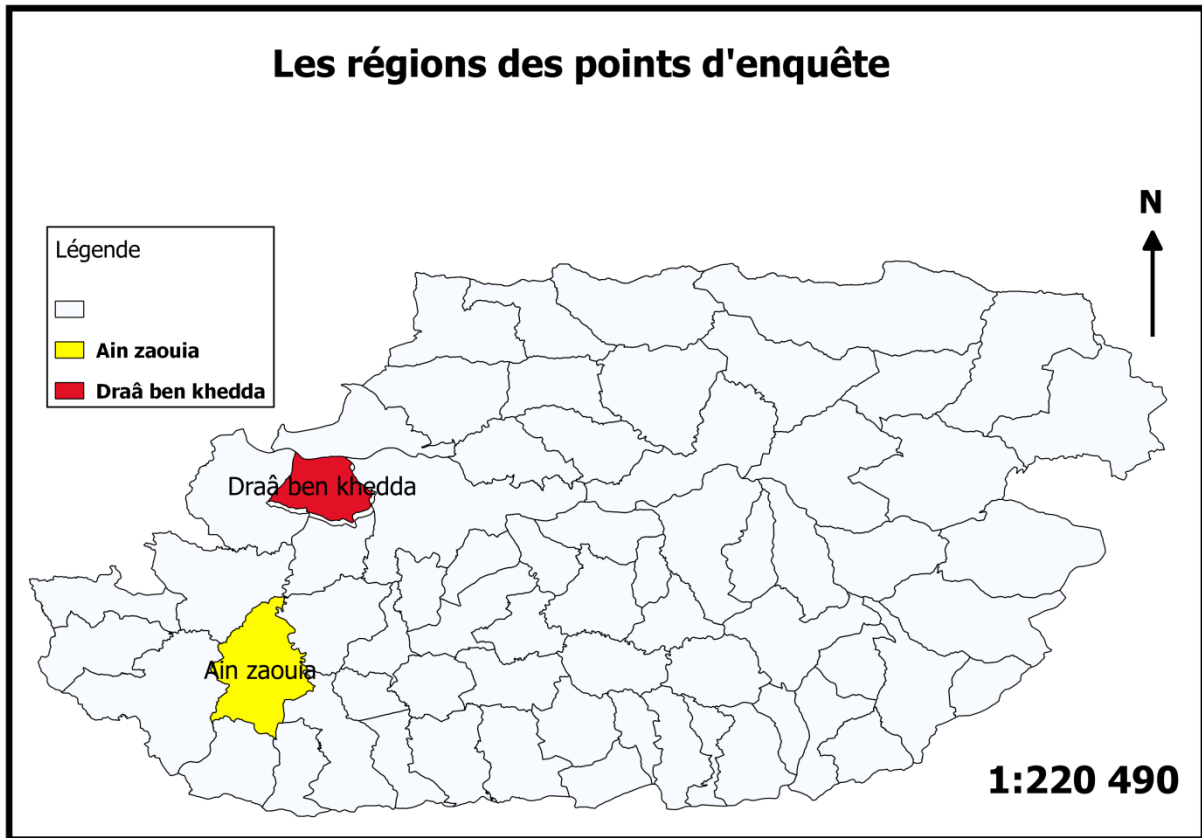 Les régions des points d'enquête
N
Légende
Ain zaouia
Draâ ben khedda
Draâ ben khedda
Ain zaouia
1:220 490